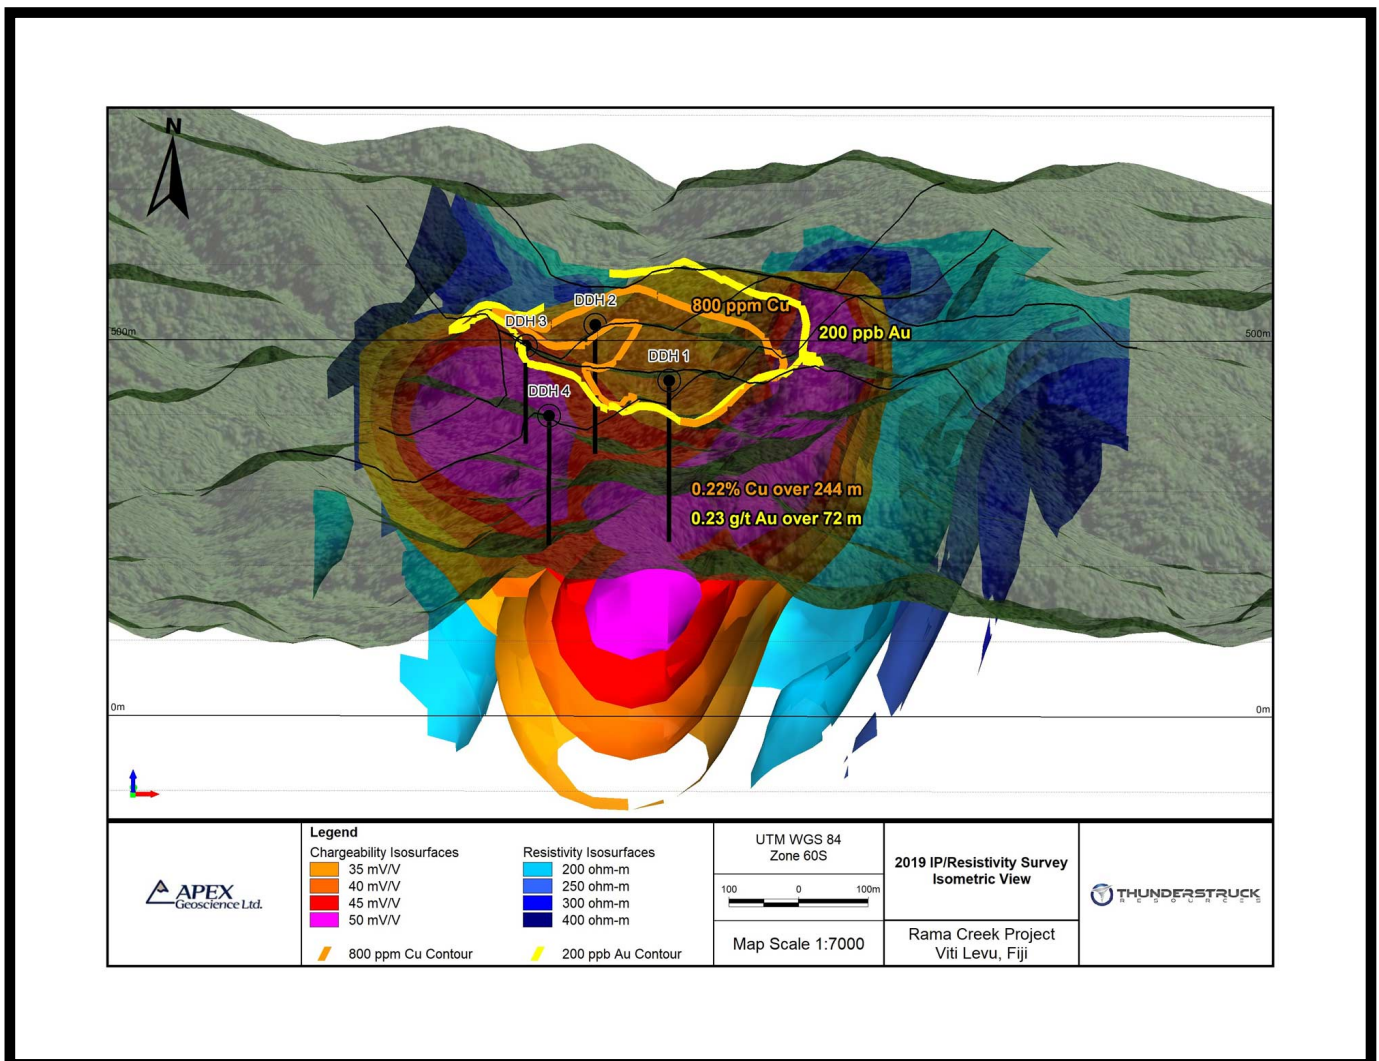 N
800 ppm Cu
DDH 2
DDH 3
200 ppb Au
500m
500m
DDH 1
DDH 4
0.22% Cu over 244 m
0.23 g/t Au over 72 m
0m
0m
APEX
Geoscience Ltd.
Legend
Chargeability Isosurfaces
35 mV/V
40 mV/V
45 mV/V
50 mV/V
800 ppm Cu Contour
Resistivity Isosurfaces
200 ohm-m
250 ohm-m
300 ohm-m
400 ohm-m
200 ppb Au Contour
UTM WGS 84
Zone 60S
100 0 100m
Map Scale 1:7000
2019 IP/Resistivity Survey
Isometric View
Rama Creek Project
Viti Levu, Fiji
THUNDERSTRUCK
RESOURCES